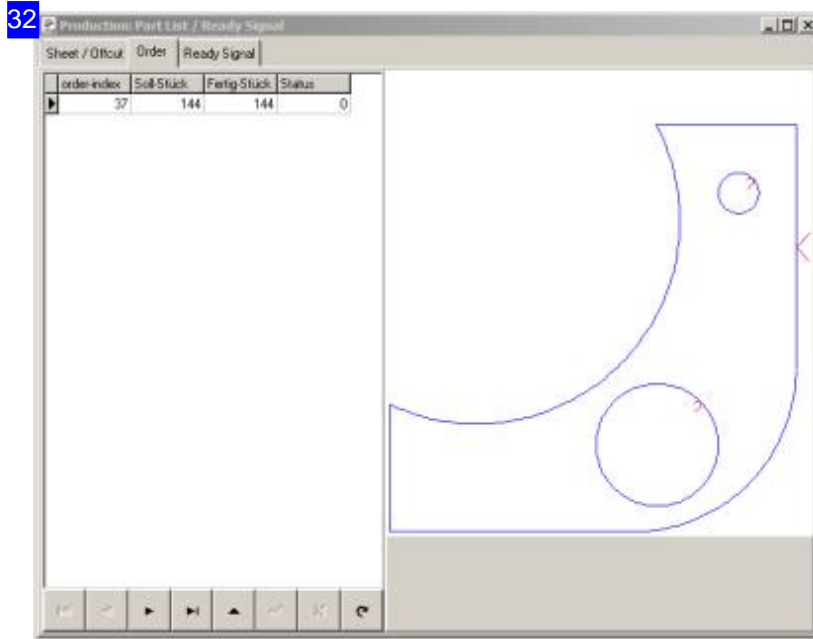 32
Production: Part List / Ready Signal
Sheet / Offcut Order Ready Signal
order-index Soll-Stück Fertig-Stück Status
37 144 144 0